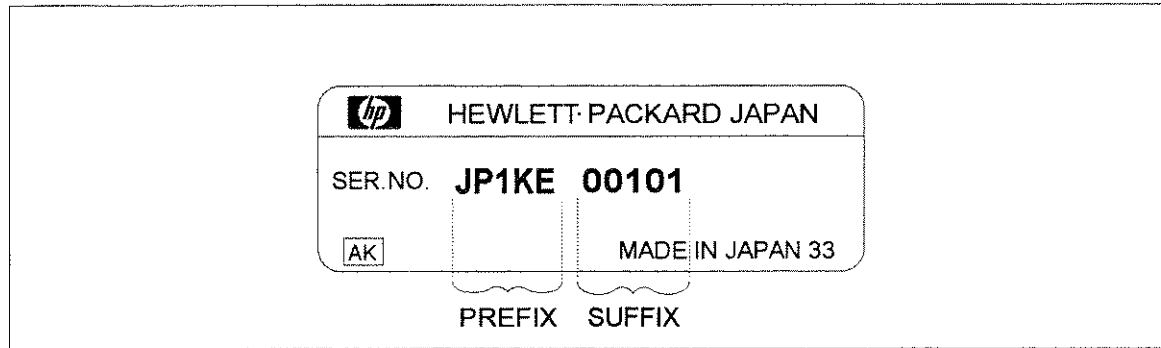 hp HEWLETT·PACKARD JAPAN
SER.NO. JP1KE 00101
AK MADE IN JAPAN 33
PREFIX SUFFIX